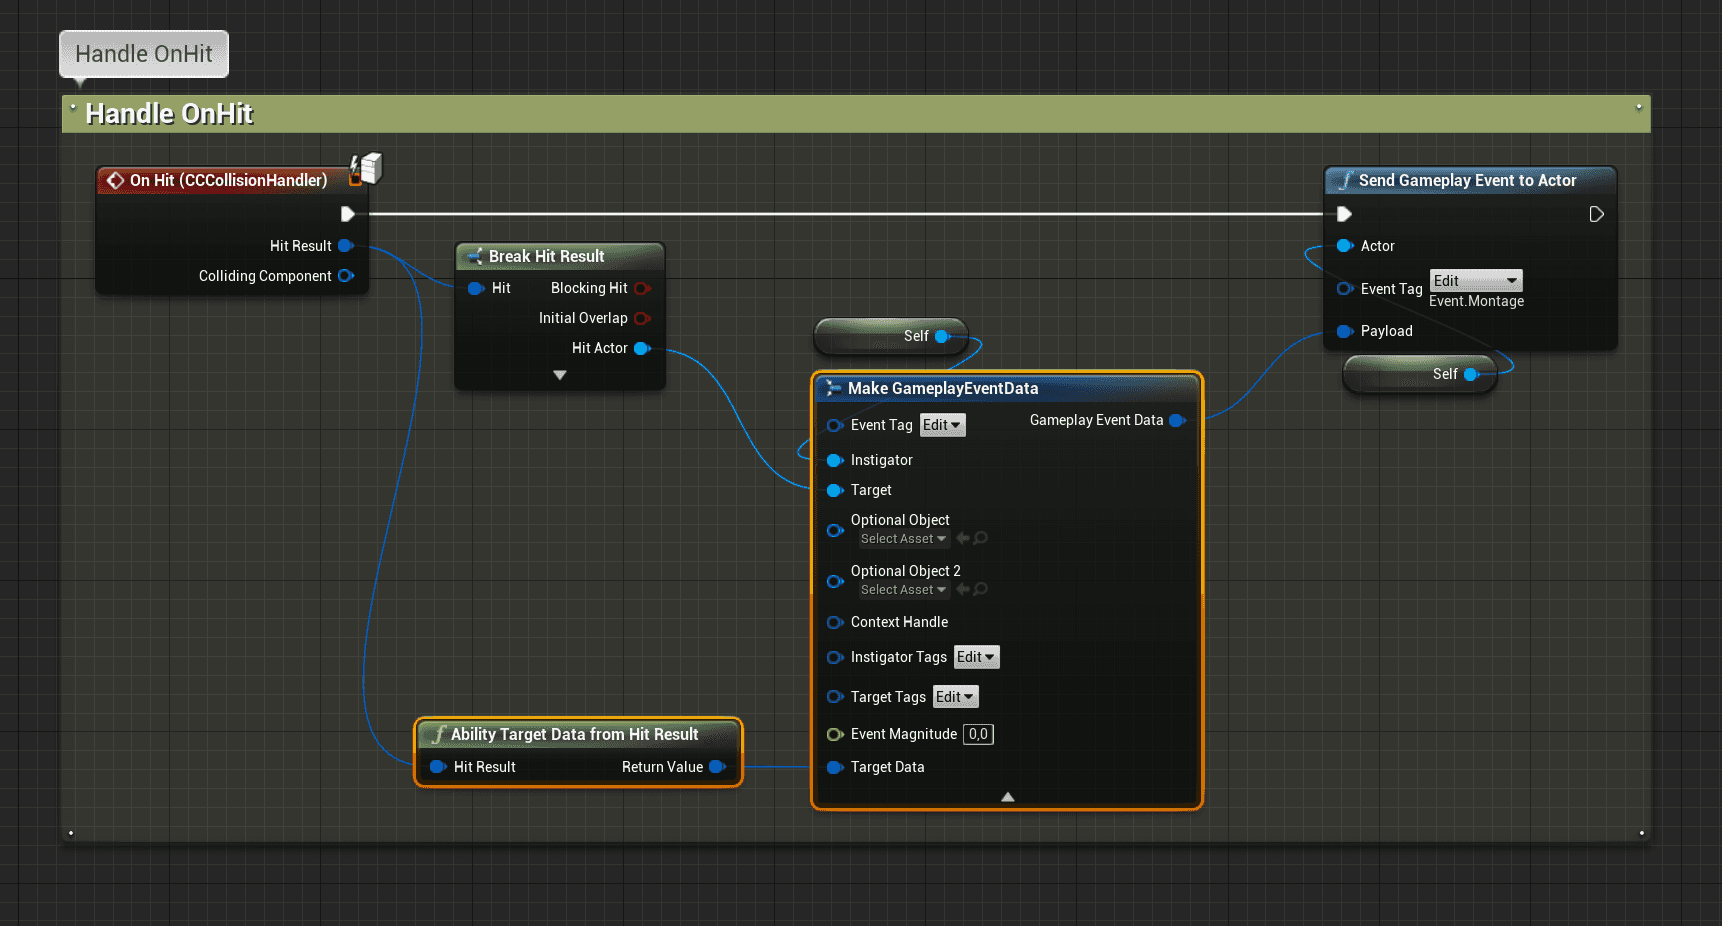 Handle OnHit
Handle OnHit
On Hit (CCCollisionHandler)
Hit Result
Colliding Component
Break Hit Result
Hit
Blocking Hit
Initial Overlap
Hit Actor
Self
Make GameplayEventData
Event Tag Edit
Gameplay Event Data
Instigator
Target
Optional Object
Select Asset
Optional Object 2
Select Asset
Context Handle
Instigator Tags Edit
Target Tags Edit
Event Magnitude 0,0
Target Data
Ability Target Data from Hit Result
Hit Result
Return Value
Send Gameplay Event to Actor
Actor
Event Tag Edit
Event.Montage
Payload
Self